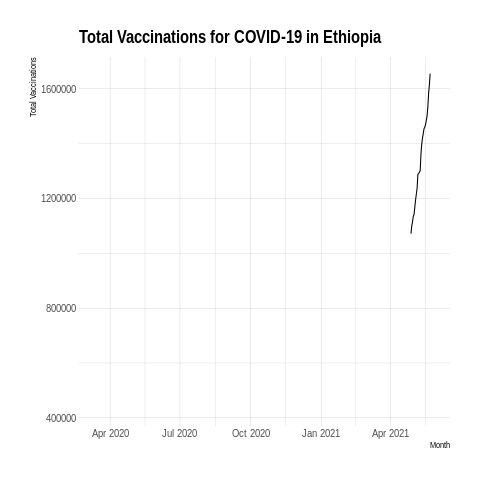 Total Vaccinations for COVID-19 in Ethiopia
Total Vaccinations
1600000
1200000
800000
400000
Apr 2020 Jul 2020 Oct 2020 Jan 2021 Apr 2021
Month